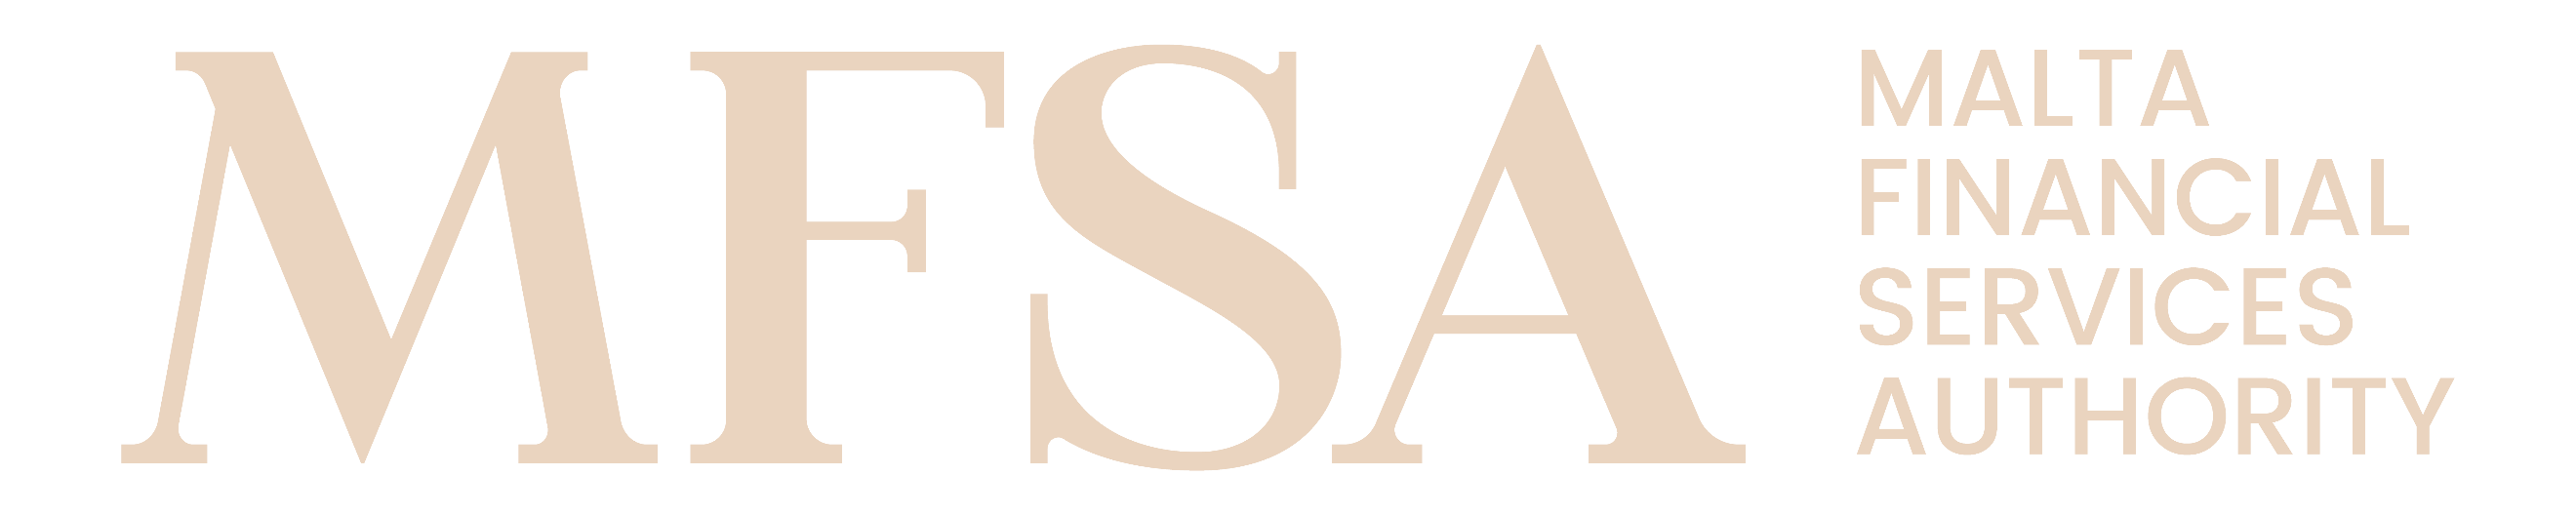 MFSA
MALTA
FINANCIAL
SERVICES
AUTHORITY